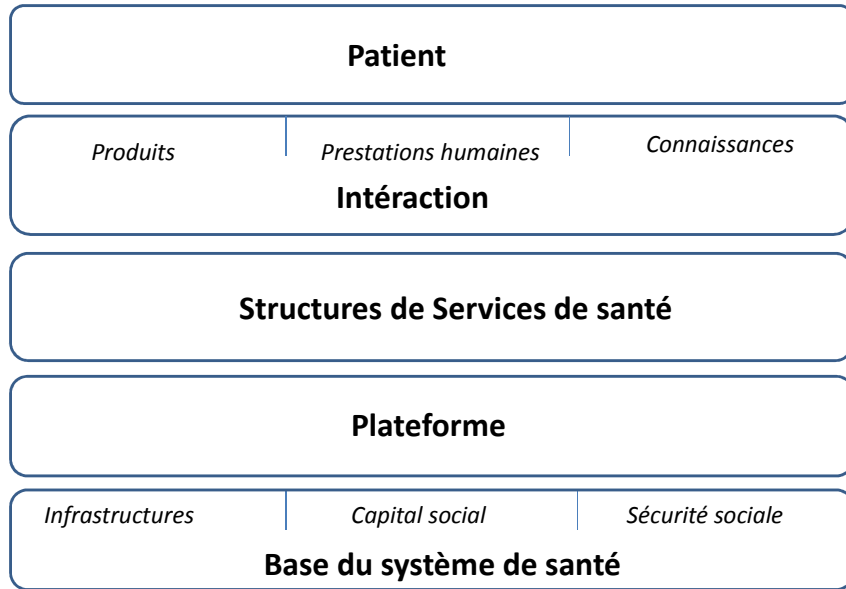 Patient
Produits
Prestations humaines
Connaissances
Intéraction
Structures de Services de santé
Plateforme
Infrastructures
Capital social
Sécurité sociale
Base du système de santé